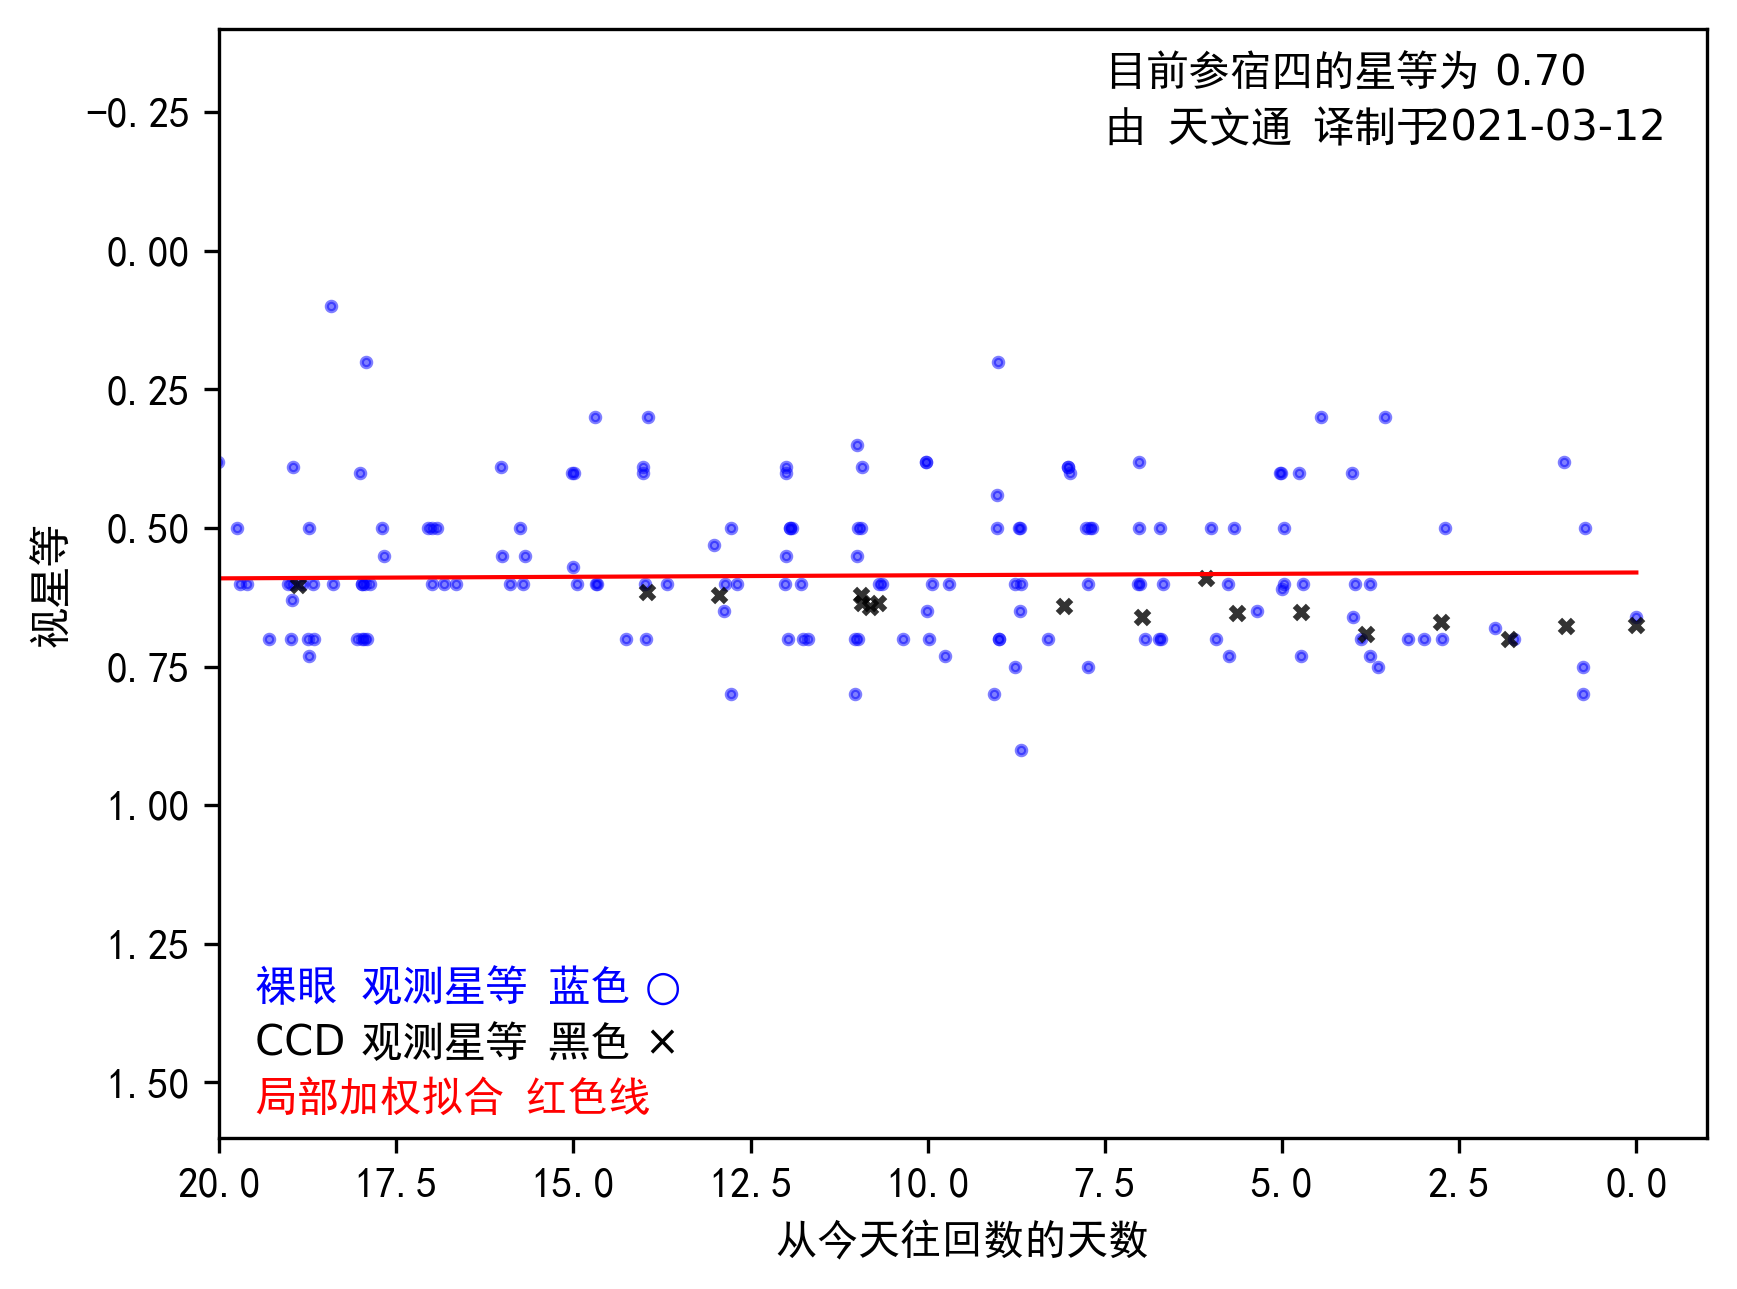 目前参宿四的星等为 0.70
由 天文通 译制于2021-03-12
−0.25
0.00
0.25
0.50
0.75
1.00
1.25
1.50
视星等
裸眼 观测星等 蓝色 ○
CCD 观测星等 黑色 ×
局部加权拟合 红色线
20.0 17.5 15.0 12.5 10.0 7.5 5.0 2.5 0.0
从今天往回数的天数